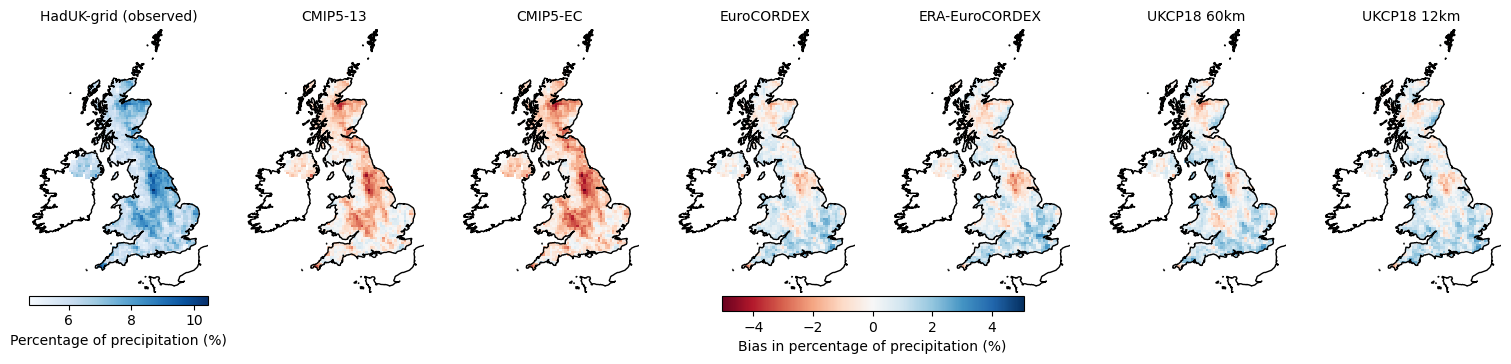 HadUK-grid (observed)
CMIP5-13
CMIP5-EC
EuroCORDEX
ERA-EuroCORDEX
UKCP18 60km
UKCP18 12km
6 8 10
Percentage of precipitation (%)
−4 −2 0 2 4
Bias in percentage of precipitation (%)